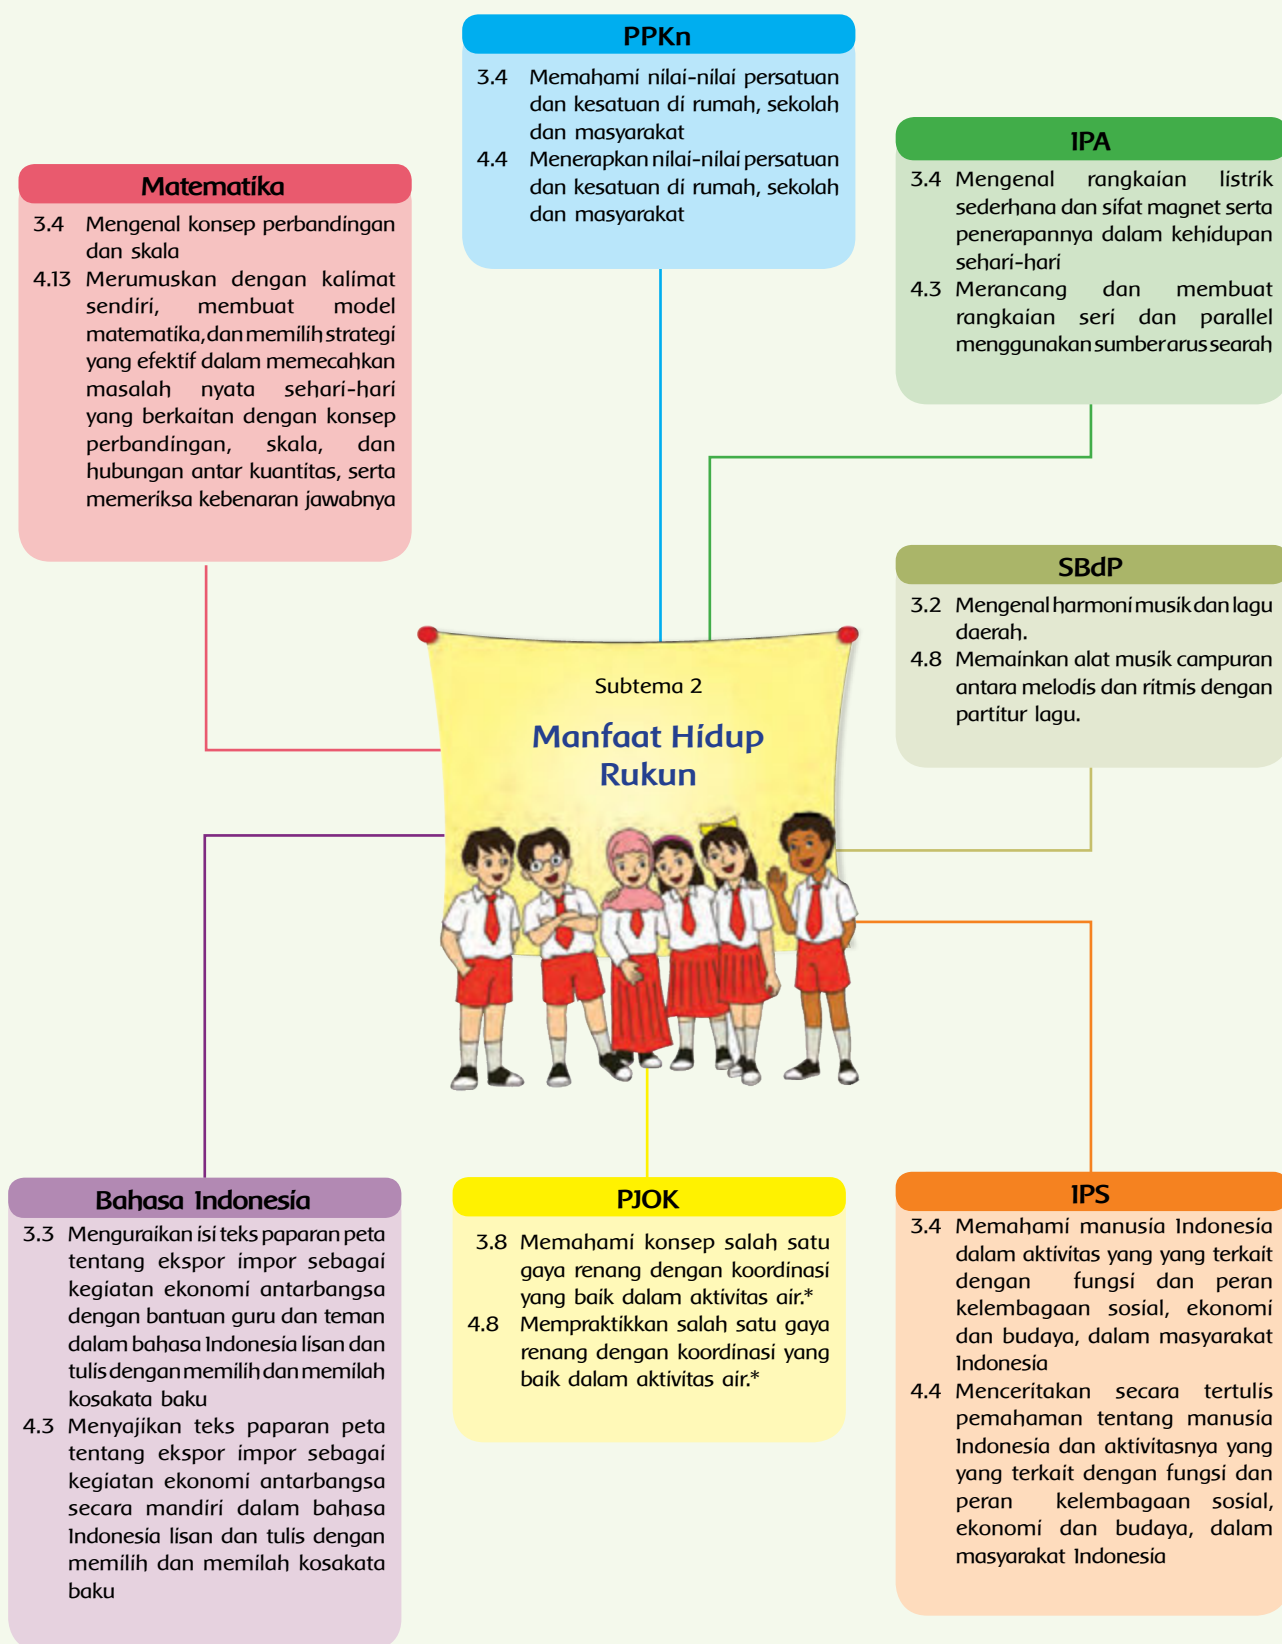 PPKn
3.4 Memahami nilai-nilai persatuan
dan kesatuan di rumah, sekolah
dan masyarakat
4.4 Menerapkan nilai-nilai persatuan
dan kesatuan di rumah, sekolah
dan masyarakat
IPA
3.4 Mengenal rangkaian listrik
sederhana dan sifat magnet serta
penerapannya dalam kehidupan
sehari-hari
4.3 Merancang dan membuat
rangkaian seri dan parallel
menggunakan sumber arus searah
Matematika
3.4 Mengenal konsep perbandingan
dan skala
4.13 Merumuskan dengan kalimat
sendiri, membuat model
matematika, dan memilih strategi
yang efektif dalam memecahkan
masalah nyata sehari-hari
yang berkaitan dengan konsep
perbandingan, skala, dan
hubungan antar kuantitas, serta
memeriksa kebenaran jawabnya
SBdP
3.2 Mengenal harmoni musik dan lagu
daerah.
4.8 Memainkan alat musik campuran
antara melodis dan ritmis dengan
partitur lagu.
Subtema 2
Manfaat Hidup
Rukun
Bahasa Indonesia
3.3 Menguraikan isi teks paparan peta
tentang ekspor impor sebagai
kegiatan ekonomi antarbangsa
dengan bantuan guru dan teman
dalam bahasa Indonesia lisan dan
tulis dengan memilih dan memilah
kosakata baku
4.3 Menyajikan teks paparan peta
tentang ekspor impor sebagai
kegiatan ekonomi antarbangsa
secara mandiri dalam bahasa
Indonesia lisan dan tulis dengan
memilih dan memilah kosakata
baku
PJOK
3.8 Memahami konsep salah satu
gaya renang dengan koordinasi
yang baik dalam aktivitas air.*
4.8 Mempraktikkan salah satu gaya
renang dengan koordinasi yang
baik dalam aktivitas air.*
IPS
3.4 Memahami manusia Indonesia
dalam aktivitas yang yang terkait
dengan fungsi dan peran
kelembagaan sosial, ekonomi
dan budaya, dalam masyarakat
Indonesia
4.4 Menceritakan secara tertulis
pemahaman tentang manusia
Indonesia dan aktivitasnya yang
yang terkait dengan fungsi dan
peran kelembagaan sosial,
ekonomi dan budaya, dalam
masyarakat Indonesia